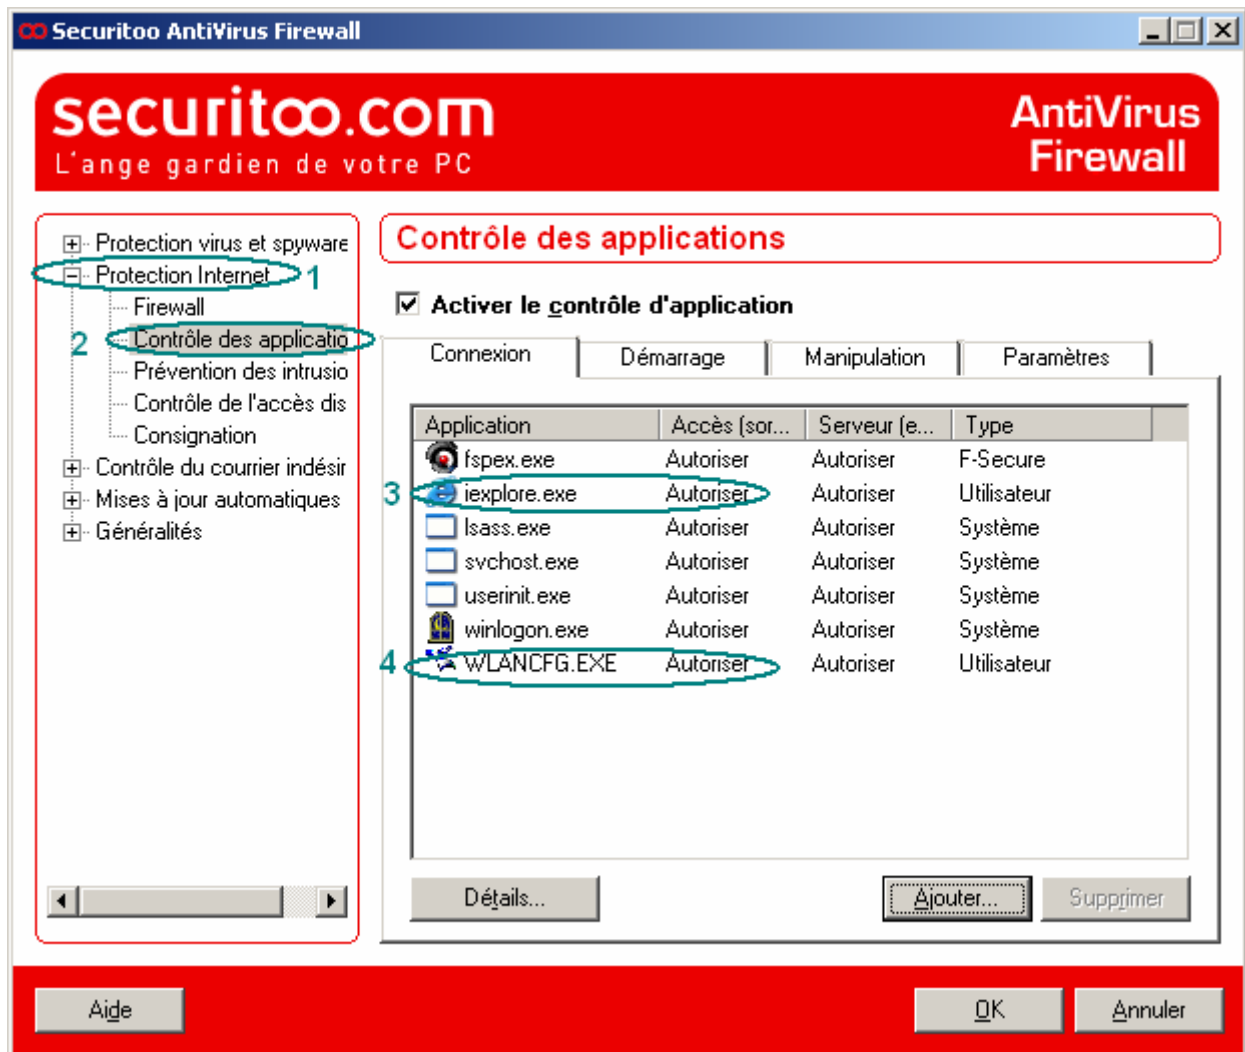 Securitoo AntiVirus Firewall
securitoo.com
L'ange gardien de votre PC
AntiVirus
Firewall
Protection virus et spyware
Protection Internet 1
Firewall
2 Contrôle des applicatio
Prévention des intrusio
Contrôle de l'accès dis
Consignation
Contrôle du courrier indésir
Mises à jour automatiques
Généralités
Contrôle des applications
Activer le contrôle d'application
Connexion Démarrage Manipulation Paramètres
Application Accès (sor... Serveur (e... Type
fspex.exe Autoriser Autoriser F-Secure
3 iexplore.exe Autoriser Autoriser Utilisateur
lsass.exe Autoriser Autoriser Système
svchost.exe Autoriser Autoriser Système
userinit.exe Autoriser Autoriser Système
winlogon.exe Autoriser Autoriser Système
4 WLANCFG.EXE Autoriser Autoriser Utilisateur
Détails... Ajouter... Supprimer
Aide OK Annuler